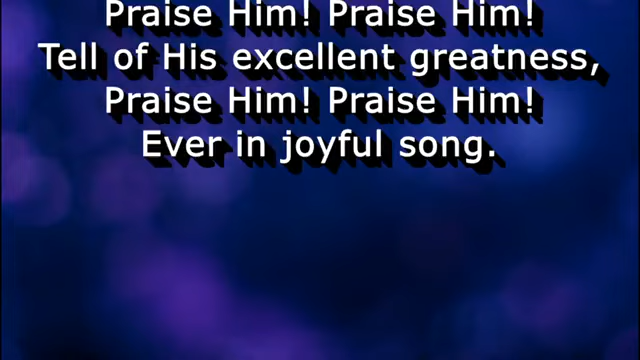 Praise Him! Praise Him!
Tell of His excellent greatness,
Praise Him! Praise Him!
Ever in joyful song.